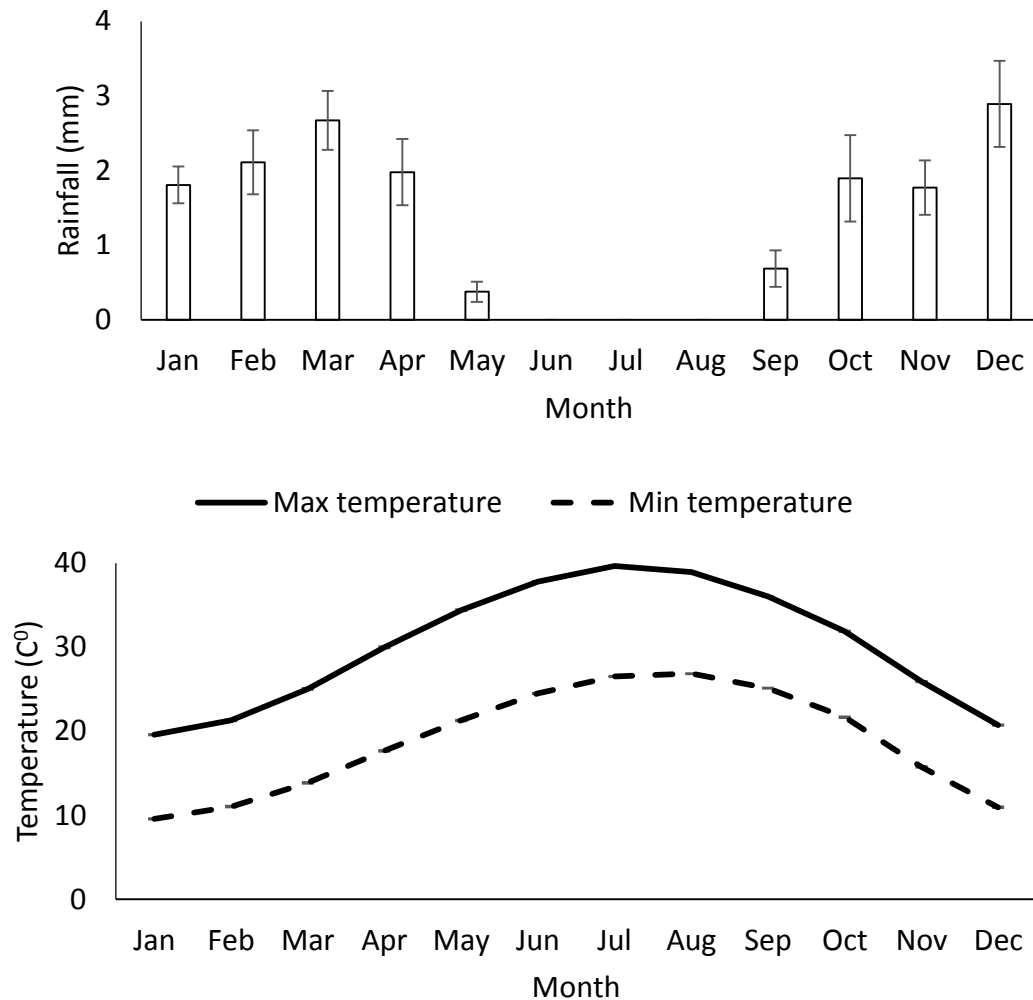 4
3
2
1
0
Rainfall (mm)
Jan Feb Mar Apr May Jun Jul Aug Sep Oct Nov Dec
Month
Max temperature Min temperature
40
30
20
10
0
Temperature (C⁰)
Jan Feb Mar Apr May Jun Jul Aug Sep Oct Nov Dec
Month